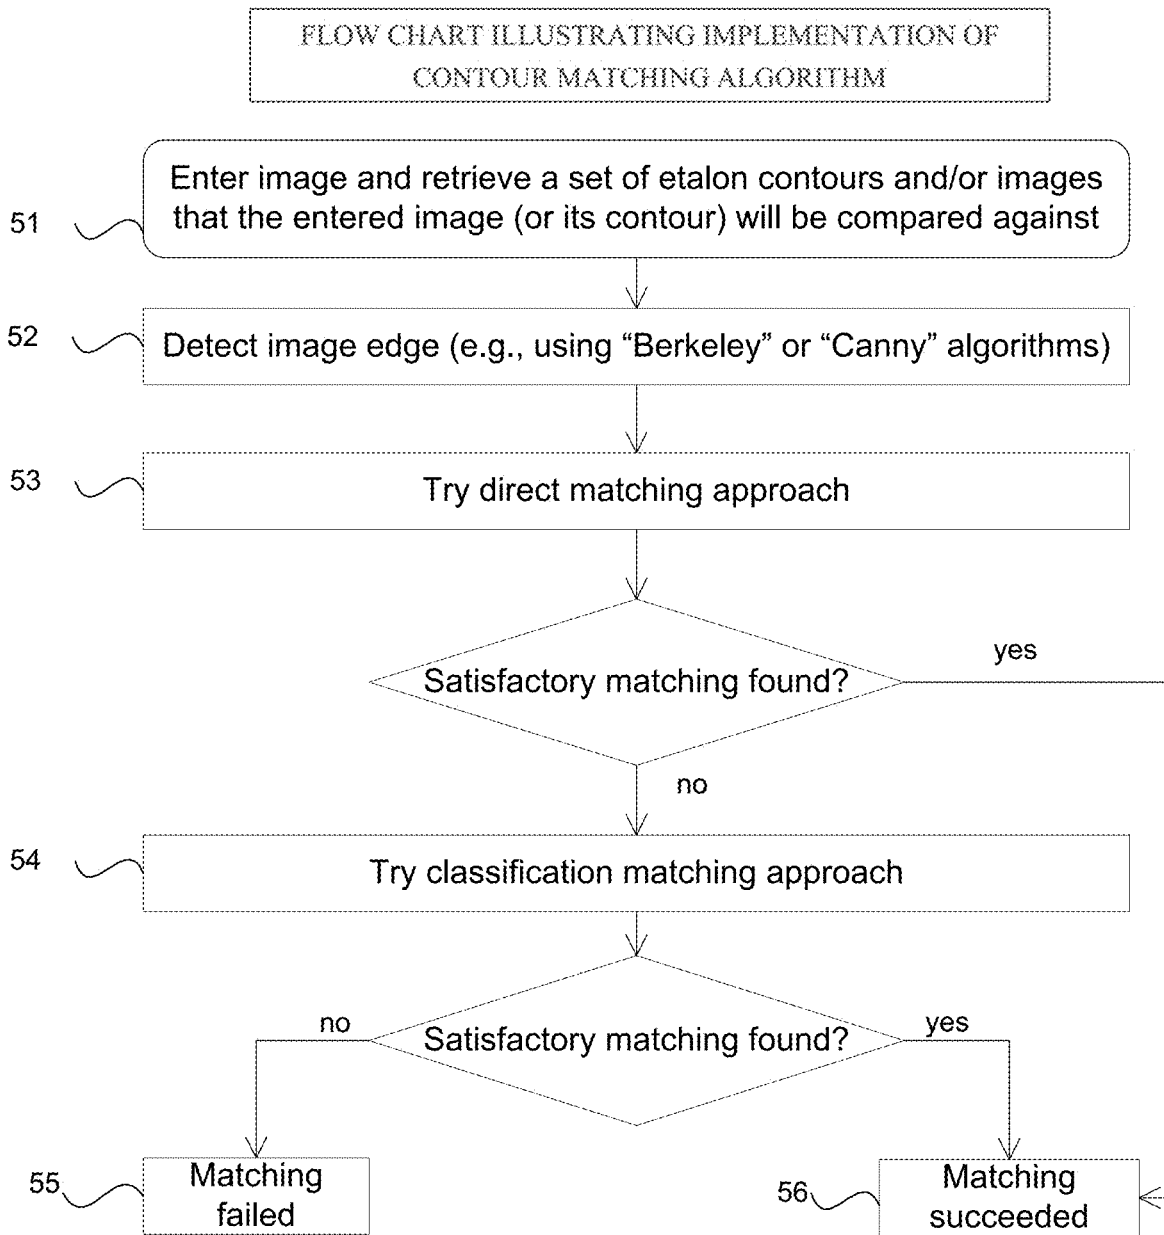 FLOW CHART ILLUSTRATING IMPLEMENTATION OF
CONTOUR MATCHING ALGORITHM
51
Enter image and retrieve a set of etalon contours and/or images
that the entered image (or its contour) will be compared against
52
Detect image edge (e.g., using “Berkeley” or “Canny” algorithms)
53
Try direct matching approach
Satisfactory matching found?
yes
no
54
Try classification matching approach
Satisfactory matching found?
no
yes
55
Matching
failed
56
Matching
succeeded